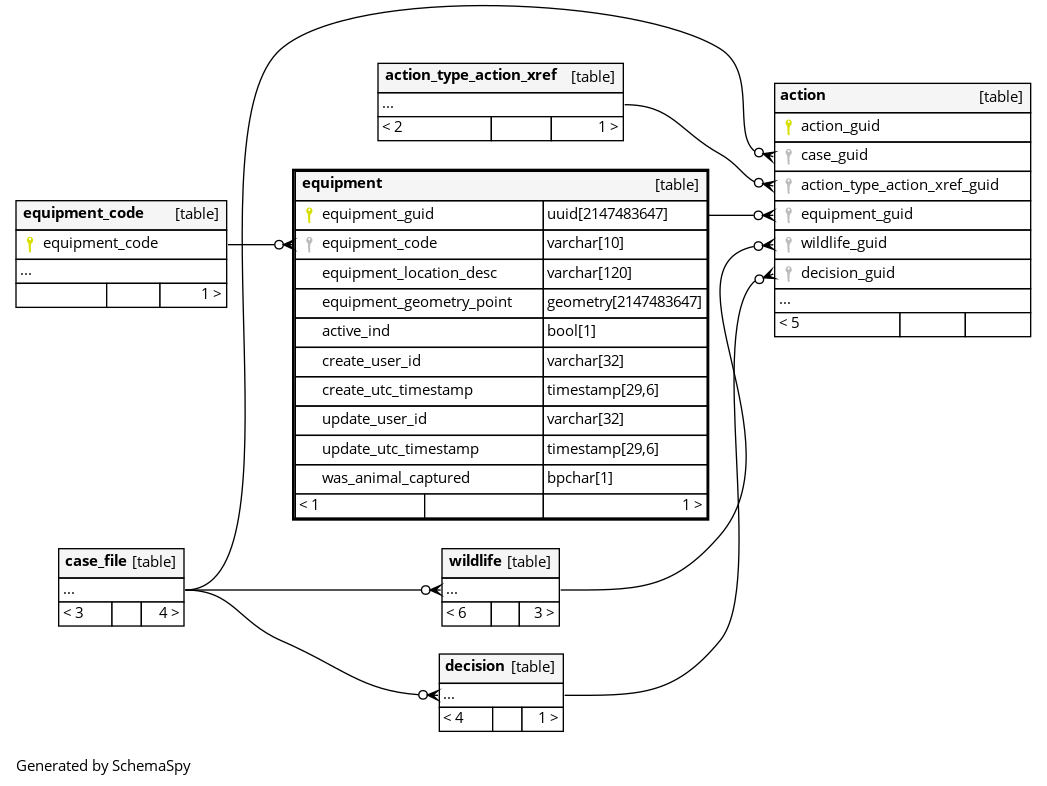 action_type_action_xref [table]
...
< 2 1 >
action [table]
action_guid
case_guid
action_type_action_xref_guid
equipment_guid
wildlife_guid
decision_guid
...
< 5
equipment [table]
equipment_guid uuid[2147483647]
equipment_code varchar[10]
equipment_location_desc varchar[120]
equipment_geometry_point geometry[2147483647]
active_ind bool[1]
create_user_id varchar[32]
create_utc_timestamp timestamp[29,6]
update_user_id varchar[32]
update_utc_timestamp timestamp[29,6]
was_animal_captured bpchar[1]
< 1 1 >
equipment_code [table]
equipment_code
...
1 >
case_file [table]
...
< 3 4 >
wildlife [table]
...
< 6 3 >
decision [table]
...
< 4 1 >
Generated by SchemaSpy